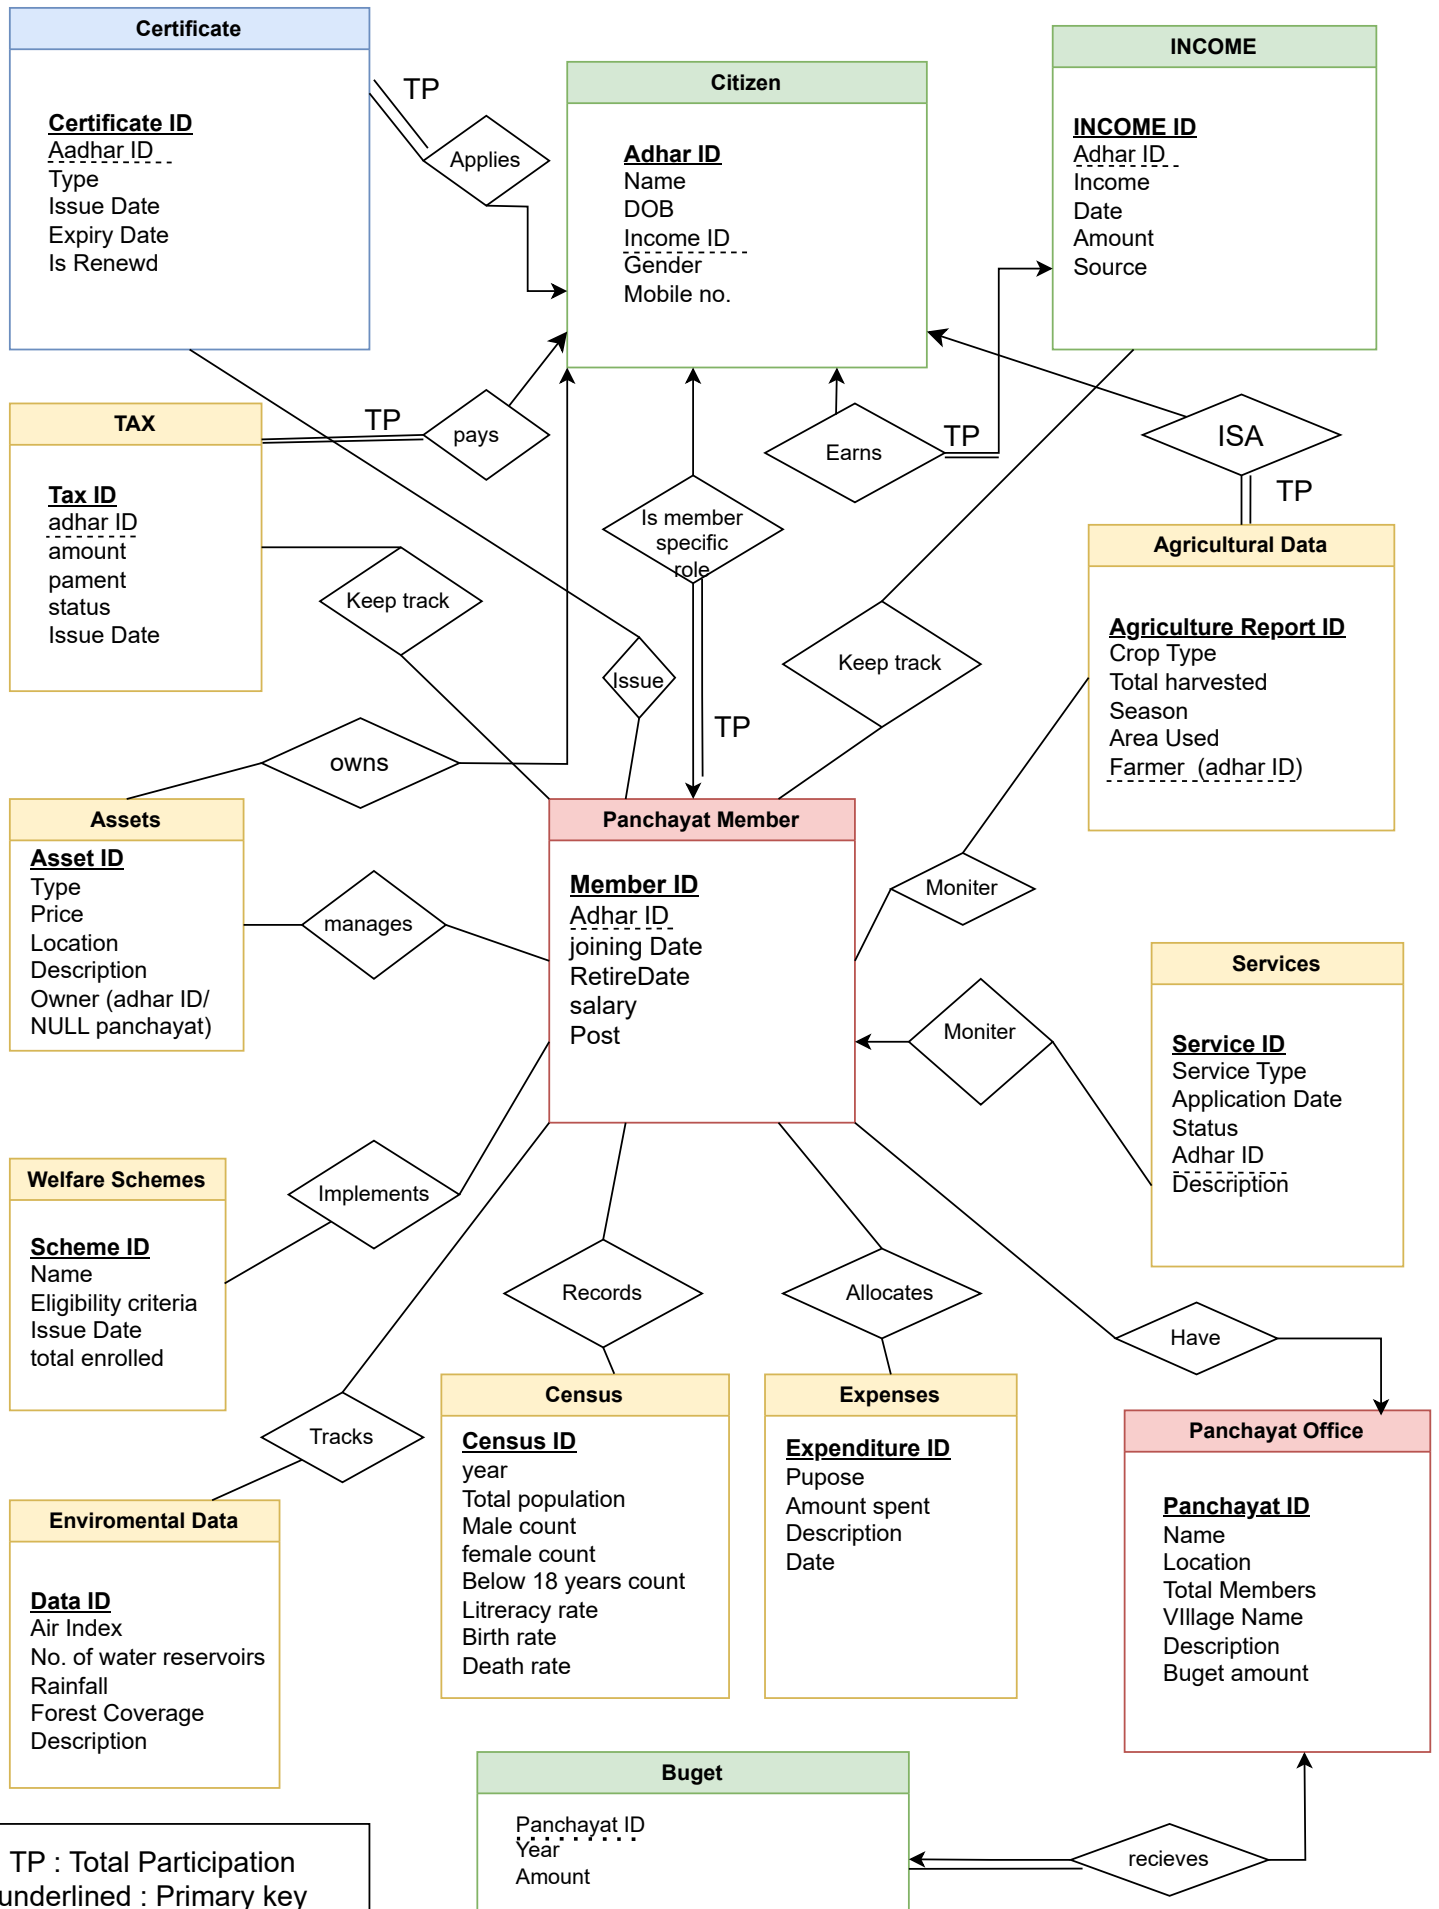 Certificate
Certificate ID
Aadhar ID
Type
Issue Date
Expiry Date
Is Renewd
TP
Applies
Citizen
Adhar ID
Name
DOB
Income ID
Gender
Mobile no.
INCOME
INCOME ID
Adhar ID
Income
Date
Amount
Source
TAX
Tax ID
adhar ID
amount
pament
status
Issue Date
TP
pays
Keep track
Is member
specific
role
TP
Earns
TP
ISA
TP
Issue
Keep track
Agricultural Data
Agriculture Report ID
Crop Type
Total harvested
Season
Area Used
Farmer (adhar ID)
owns
Assets
Asset ID
Type
Price
Location
Description
Owner (adhar ID/
NULL panchayat)
manages
Panchayat Member
Member ID
Adhar ID
joining Date
RetireDate
salary
Post
Moniter
Moniter
Services
Service ID
Service Type
Application Date
Status
Adhar ID
Description
Welfare Schemes
Scheme ID
Name
Eligibility criteria
Issue Date
total enrolled
Implements
Tracks
Records
Allocates
Have
Enviromental Data
Data ID
Air Index
No. of water reservoirs
Rainfall
Forest Coverage
Description
Census
Census ID
year
Total population
Male count
female count
Below 18 years count
Litreracy rate
Birth rate
Death rate
Expenses
Expenditure ID
Pupose
Amount spent
Description
Date
Panchayat Office
Panchayat ID
Name
Location
Total Members
VIllage Name
Description
Buget amount
Buget
Panchayat ID
Year
Amount
recieves
TP : Total Participation
underlined : Primary key